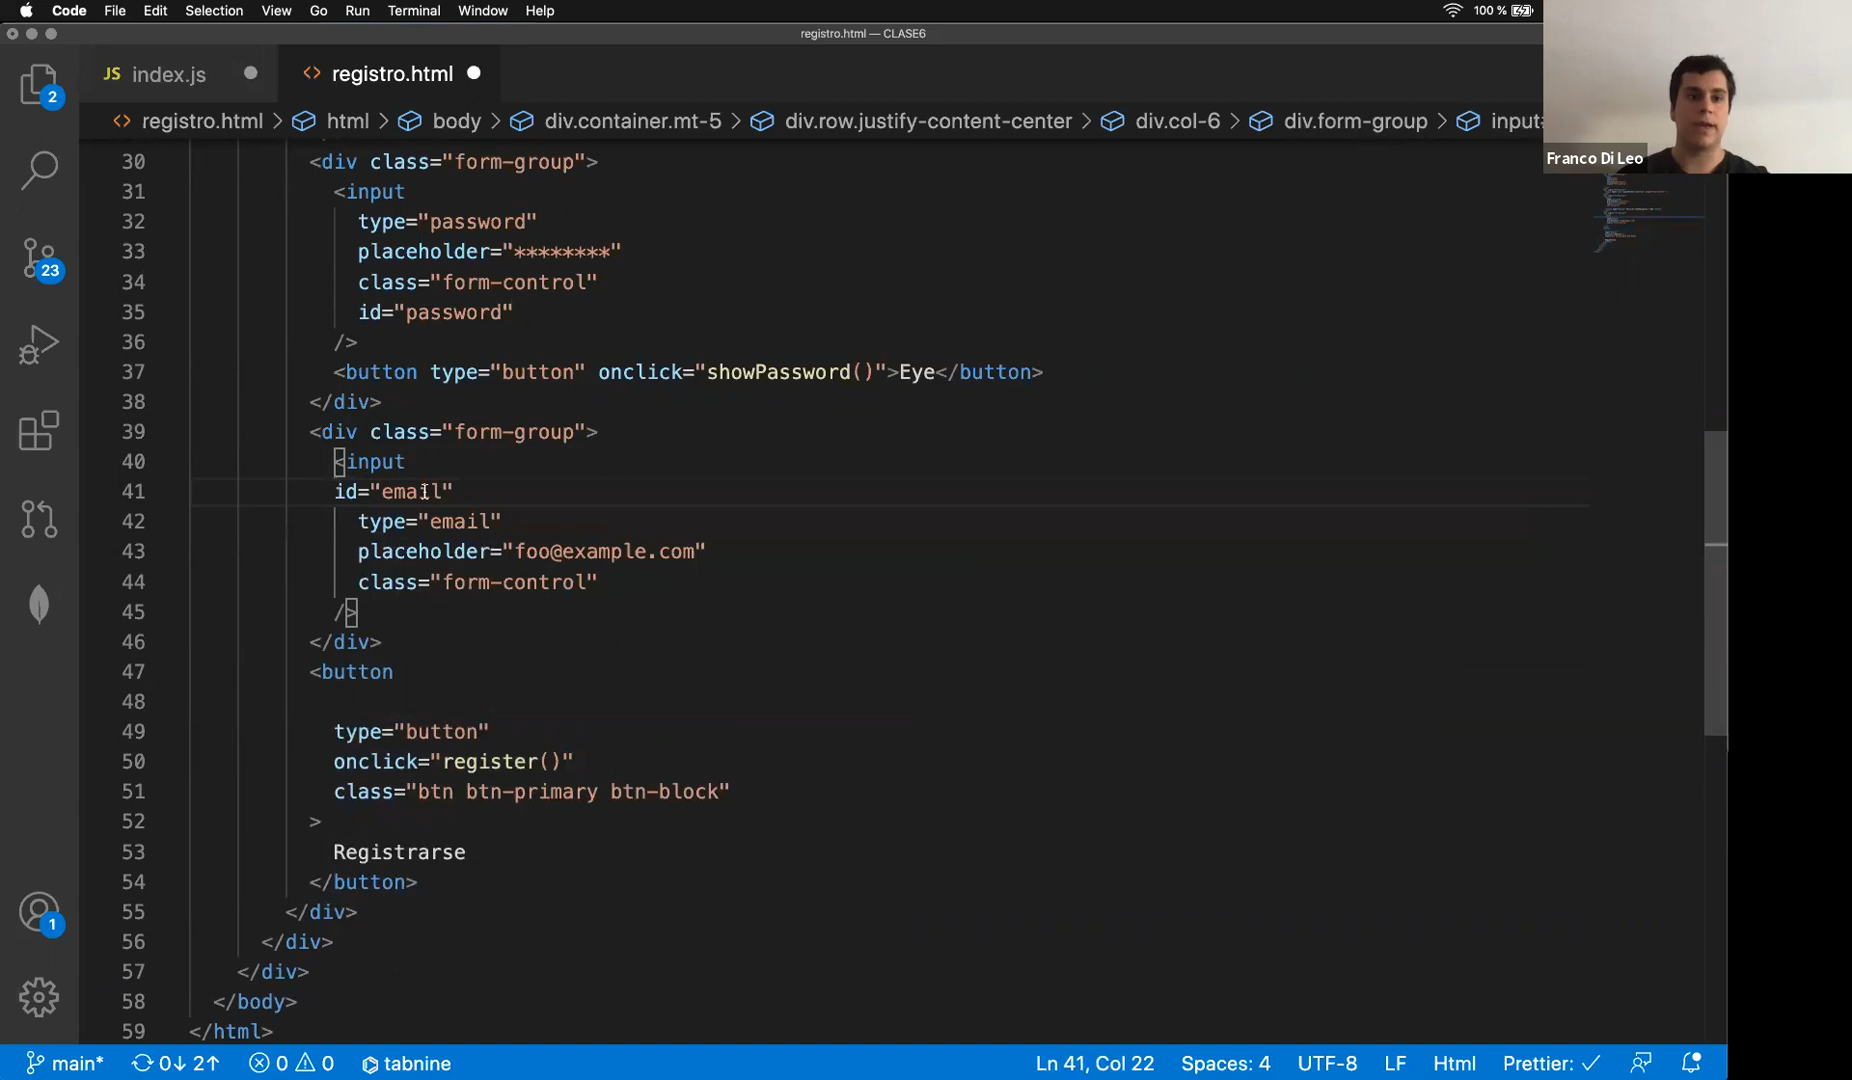 Code File Edit Selection View Go Run Terminal Window Help 100 %
registro.html — CLASE6
JS index.js registro.html
registro.html > html > body > div.container.mt-5 > div.row.justify-content-center > div.col-6 > div.form-group > input
Franco Di Leo
2
23
1
30 <div class="form-group">
31 <input
32 type="password"
33 placeholder="********"
34 class="form-control"
35 id="password"
36 />
37 <button type="button" onclick="showPassword()">Eye</button>
38 </div>
39 <div class="form-group">
40 <input
41 id="email"
42 type="email"
43 placeholder="foo@example.com"
44 class="form-control"
45 />
46 </div>
47 <button
48
49 type="button"
50 onclick="register()"
51 class="btn btn-primary btn-block"
52 >
53 Registrarse
54 </button>
55 </div>
56 </div>
57 </div>
58 </body>
59 </html>
main* 0↓ 2↑ 0 0 tabnine Ln 41, Col 22 Spaces: 4 UTF-8 LF Html Prettier: ✓